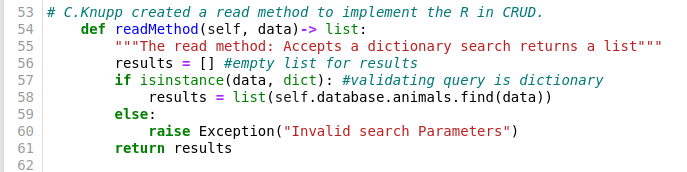 53 # C.Knupp created a read method to implement the R in CRUD.
54     def readMethod(self, data)-> list:
55         """The read method: Accepts a dictionary search returns a list"""
56         results = [] #empty list for results
57         if isinstance(data, dict): #validating query is dictionary
58             results = list(self.database.animals.find(data))
59         else:
60             raise Exception("Invalid search Parameters")
61         return results
62